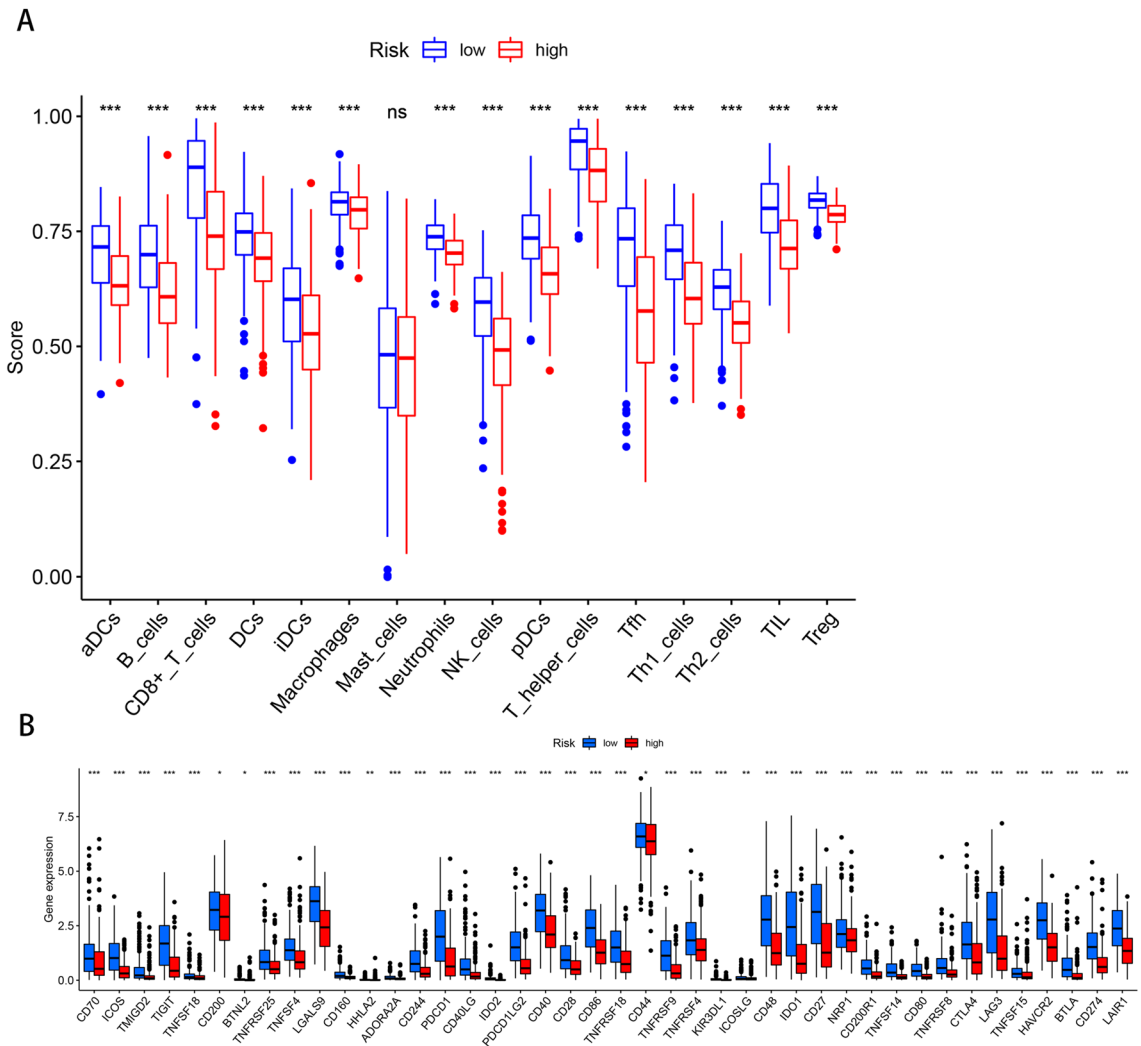 A
Risk low high
*** *** *** *** *** *** ns *** *** *** *** *** *** *** *** ***
Score
1.00
0.75
0.50
0.25
0.00
aDCs B_cells CD8+_T_cells DCs iDCs Macrophages Mast_cells Neutrophils NK_cells pDCs T_helper_cells Tfh Th1_cells Th2_cells TIL Treg
B
Risk low high
*** *** *** *** *** * * *** *** *** *** ** *** *** *** *** *** *** *** *** *** *** * *** *** *** ** *** *** *** *** *** *** *** *** *** *** *** *** *** *** ***
Gene expression
7.5
5.0
2.5
0.0
CD70 ICOS TMIGD2 TIGIT TNFSF18 CD200 BTNL2 TNFRSF25 TNFSF4 LGALS9 CD160 HHLA2 ADORA2A CD244 PDCD1 CD40LG IDO2 PDCD1LG2 CD40 CD28 CD86 TNFRSF18 CD44 TNFRSF9 TNFRSF4 KIR3DL1 ICOSLG CD48 IDO1 CD27 NRP1 CD200R1 TNFSF14 CD80 TNFRSF8 CTLA4 LAG3 TNFSF15 HAVCR2 BTLA CD274 LAIR1